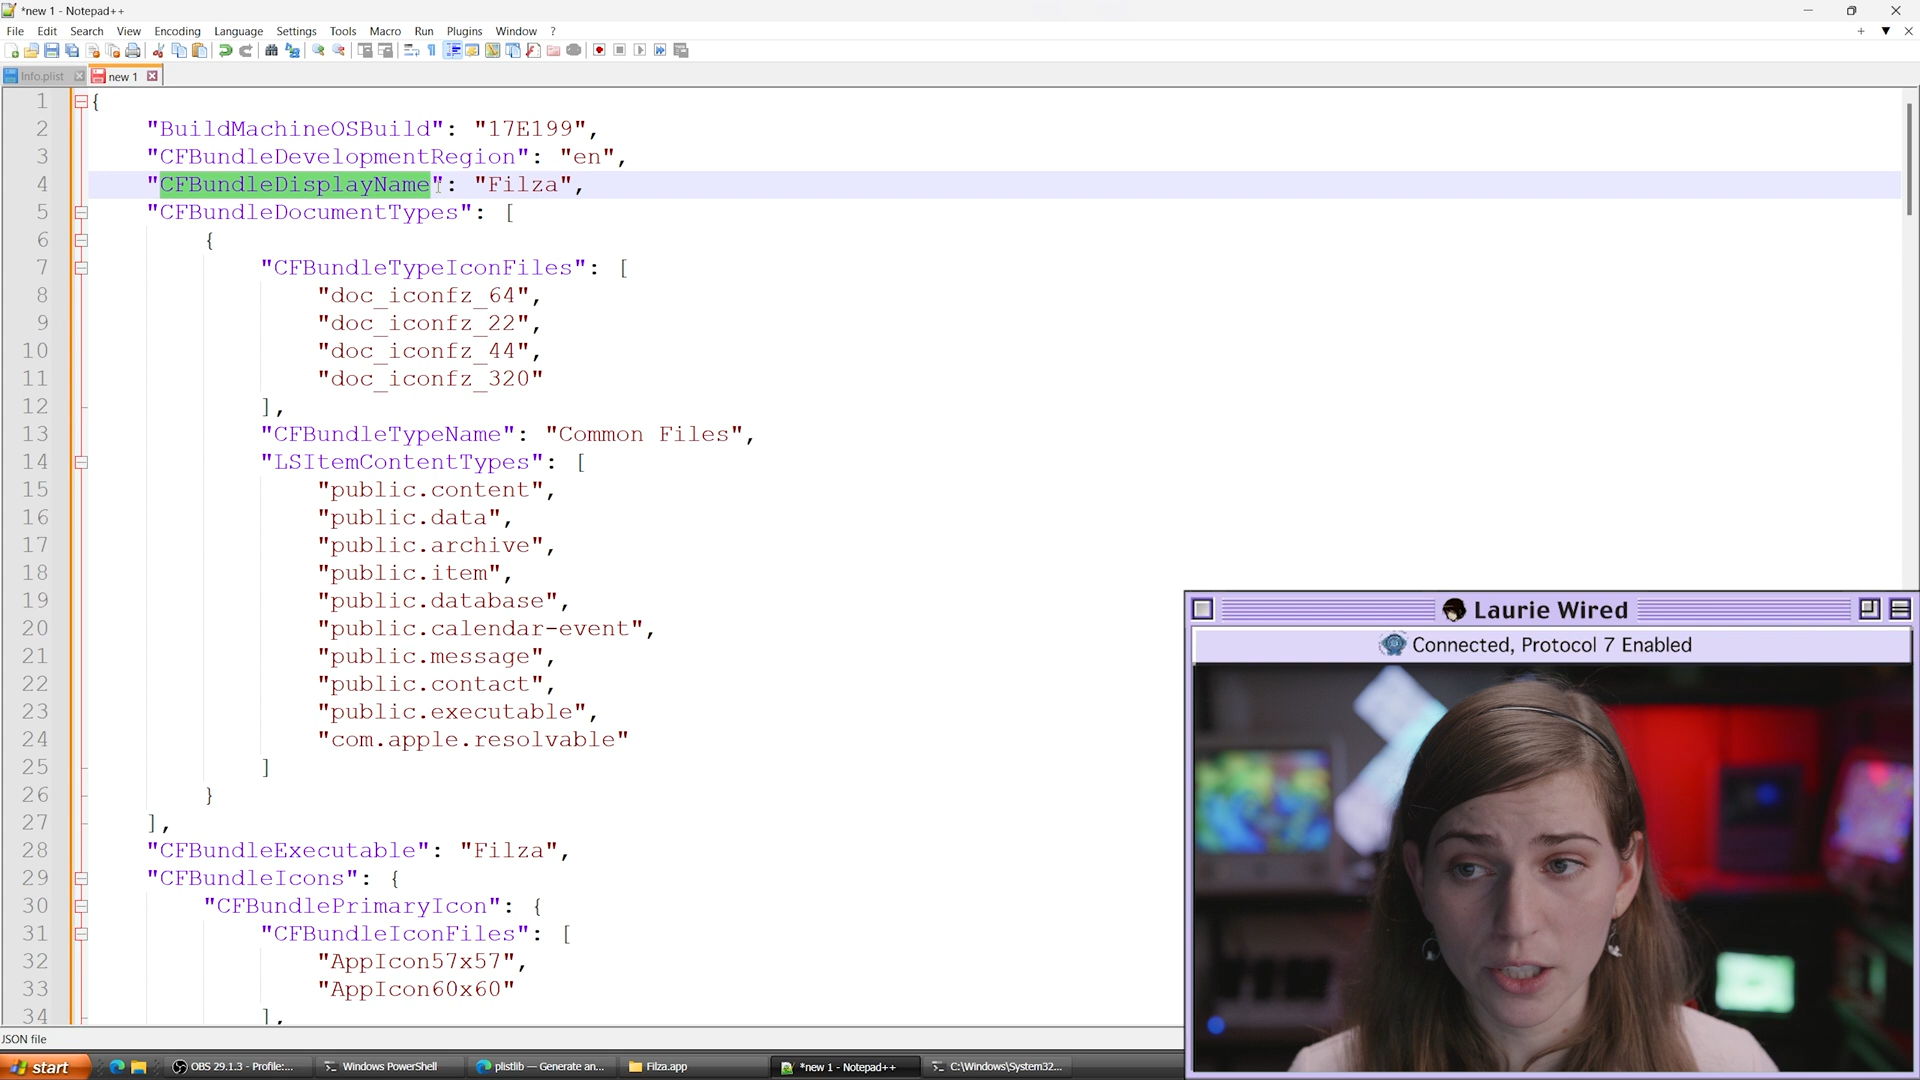 *new 1 - Notepad++
File Edit Search View Encoding Language Settings Tools Macro Run Plugins Window ?
Info.plist new 1
1 {
2 "BuildMachineOSBuild": "17E199",
3 "CFBundleDevelopmentRegion": "en",
4 "CFBundleDisplayName": "Filza",
5 "CFBundleDocumentTypes": [
6 {
7 "CFBundleTypeIconFiles": [
8 "doc_iconfz_64",
9 "doc_iconfz_22",
10 "doc_iconfz_44",
11 "doc_iconfz_320"
12 ],
13 "CFBundleTypeName": "Common Files",
14 "LSItemContentTypes": [
15 "public.content",
16 "public.data",
17 "public.archive",
18 "public.item",
19 "public.database",
20 "public.calendar-event",
21 "public.message",
22 "public.contact",
23 "public.executable",
24 "com.apple.resolvable"
25 ]
26 }
27 ],
28 "CFBundleExecutable": "Filza",
29 "CFBundleIcons": {
30 "CFBundlePrimaryIcon": {
31 "CFBundleIconFiles": [
32 "AppIcon57x57",
33 "AppIcon60x60"
34 ],
Laurie Wired
Connected, Protocol 7 Enabled
JSON file
start OBS 29.1.3 - Profile:... Windows PowerShell plistlib — Generate an... Filza.app *new 1 - Notepad++ C:\Windows\System32...